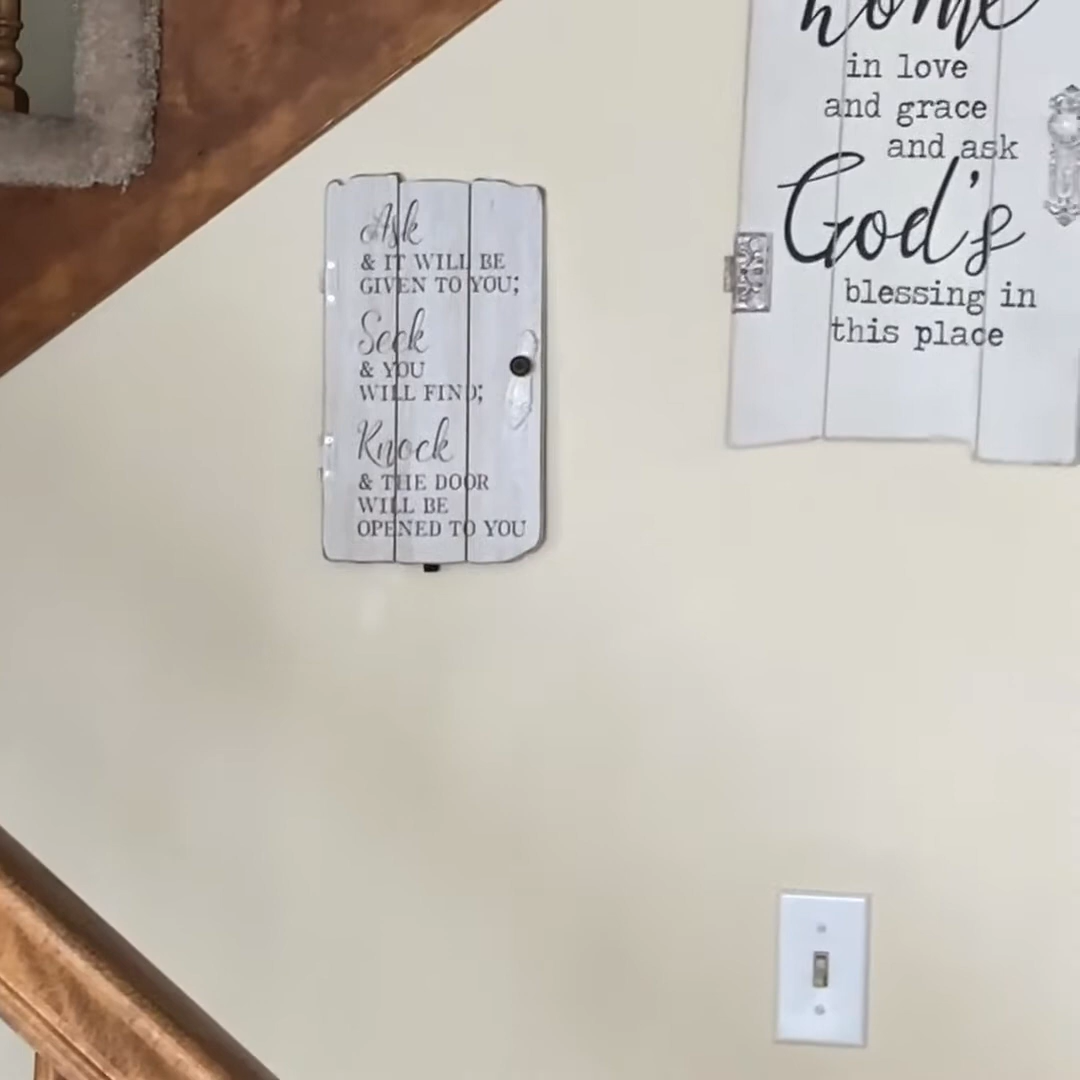 Ask
& IT WILL BE
GIVEN TO YOU;
Seek
& YOU
WILL FIND;
Knock
& THE DOOR
WILL BE
OPENED TO YOU
home
in love
and grace
and ask
God's
blessing in
this place